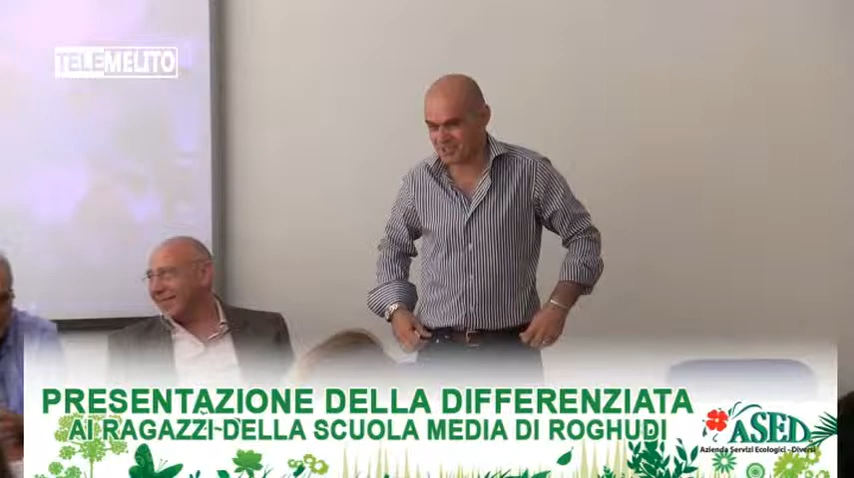 TELEMELITO
PRESENTAZIONE DELLA DIFFERENZIATA
AI RAGAZZI DELLA SCUOLA MEDIA DI ROGHUDI
ASED
Azienda Servizi Ecologici - Diversi